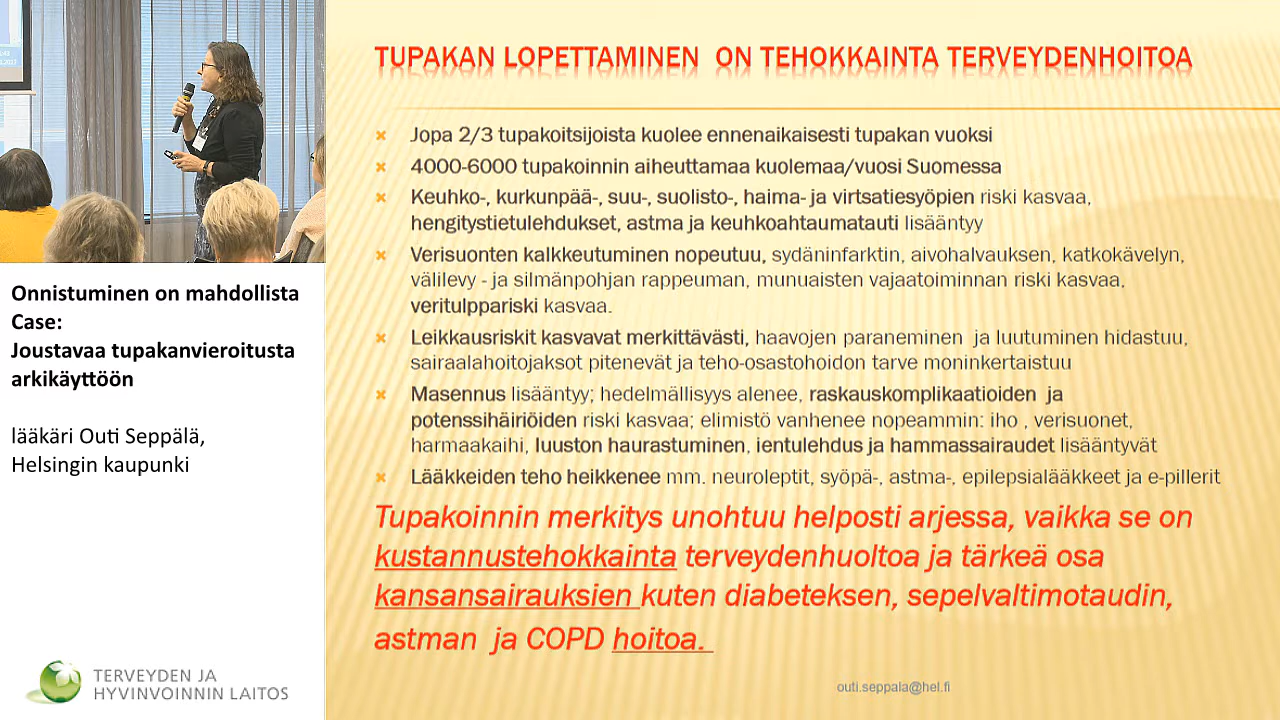 TUPAKAN LOPETTAMINEN ON TEHOKKAINTA TERVEYDENHOITOA
Jopa 2/3 tupakoitsijoista kuolee ennenaikaisesti tupakan vuoksi
4000-6000 tupakoinnin aiheuttamaa kuolemaa/vuosi Suomessa
Keuhko-, kurkunpää-, suu-, suolisto-, haima- ja virtsatiesyöpien riski kasvaa,
hengitystietulehdukset, astma ja keuhkoahtaumatauti lisääntyy
Verisuonten kalkkeutuminen nopeutuu, sydäninfarktin, aivohalvauksen, katkokävelyn,
välilevy - ja silmänpohjan rappeuman, munuaisten vajaatoiminnan riski kasvaa,
veritulppariski kasvaa.
Leikkausriskit kasvavat merkittävästi, haavojen paraneminen ja luutuminen hidastuu,
sairaalahoitojaksot pitenevät ja teho-osastohoidon tarve moninkertaistuu
Masennus lisääntyy; hedelmällisyys alenee, raskauskomplikaatioiden ja
potenssihäiriöiden riski kasvaa; elimistö vanhenee nopeammin: iho , verisuonet,
harmaakaihi, luuston haurastuminen, ientulehdus ja hammassairaudet lisääntyvät
Lääkkeiden teho heikkenee mm. neuroleptit, syöpä-, astma-, epilepsialääkkeet ja e-pillerit
Tupakoinnin merkitys unohtuu helposti arjessa, vaikka se on
kustannustehokkainta terveydenhuoltoa ja tärkeä osa
kansansairauksien kuten diabeteksen, sepelvaltimotaudin,
astman ja COPD hoitoa.
outi.seppala@hel.fi
Onnistuminen on mahdollista
Case:
Joustavaa tupakanvieroitusta
arkikäyttöön
lääkäri Outi Seppälä,
Helsingin kaupunki
TERVEYDEN JA
HYVINVOINNIN LAITOS